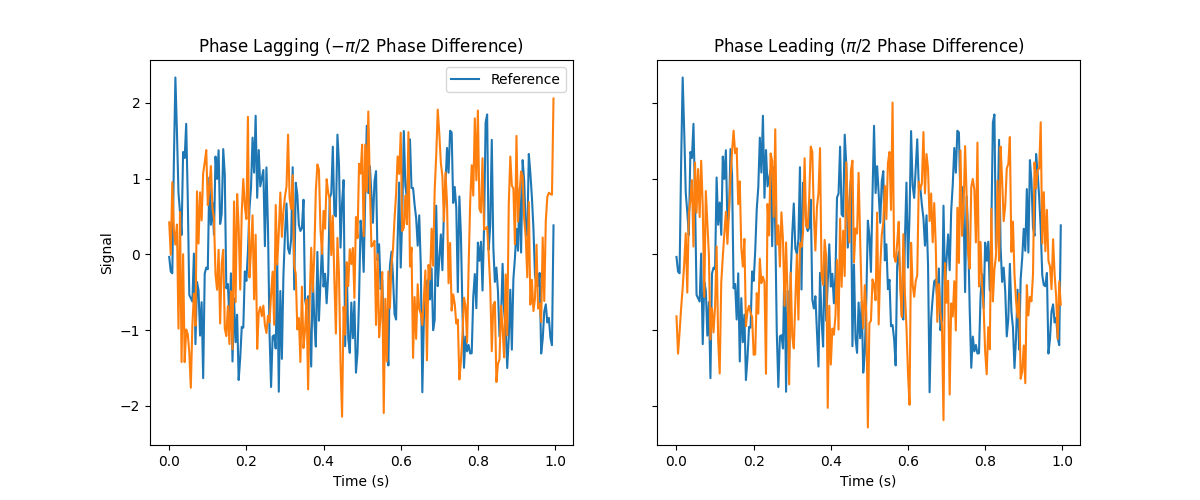 Phase Lagging (−π/2 Phase Difference)
Reference
Signal
2
1
0
−1
−2
0.0 0.2 0.4 0.6 0.8 1.0
Time (s)
Phase Leading (π/2 Phase Difference)
0.0 0.2 0.4 0.6 0.8 1.0
Time (s)